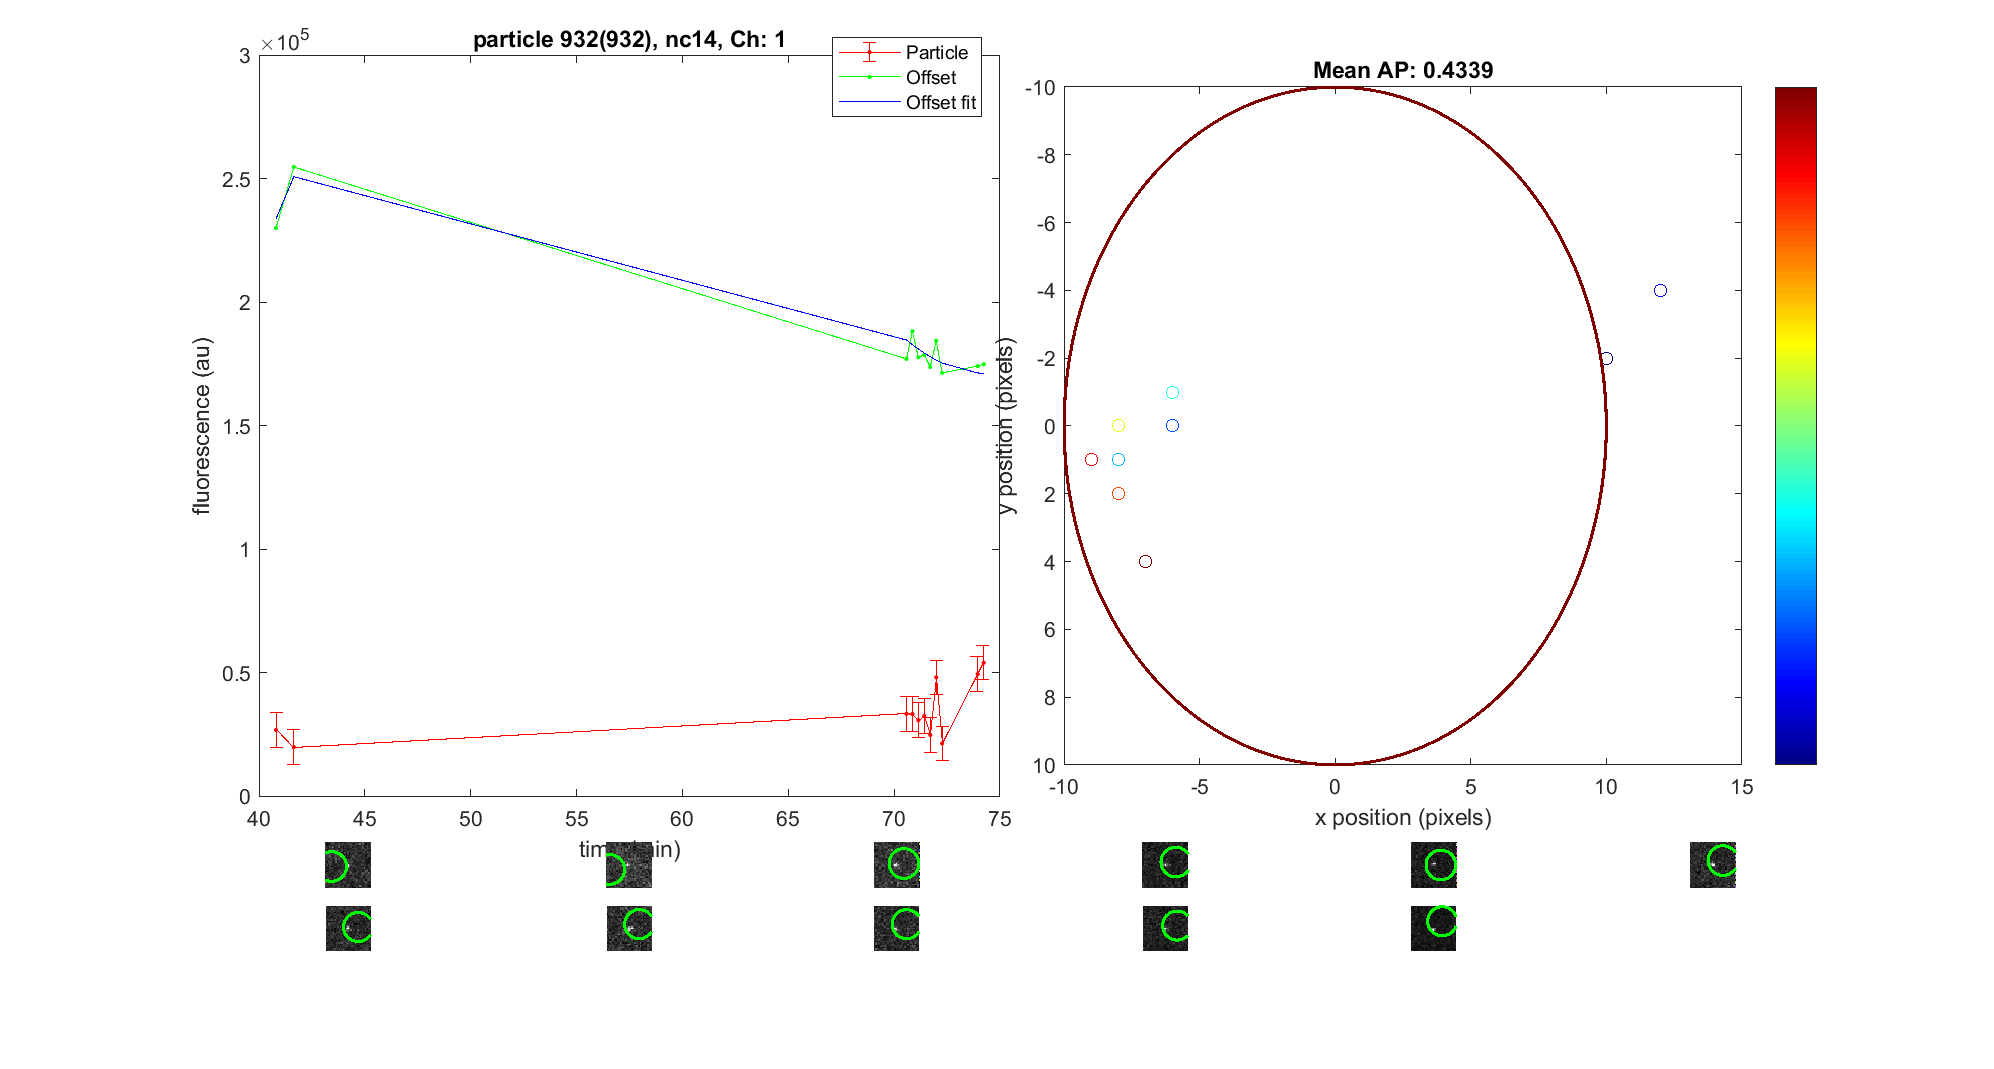 particle 932(932), nc14, Ch: 1
×10^5
Particle
Offset
Offset fit
3
2.5
2
1.5
1
0.5
0
fluorescence (au)
40 45 50 55 60 65 70 75
Mean AP: 0.4339
-10
-8
-6
-4
-2
0
2
4
6
8
10
y position (pixels)
-10 -5 0 5 10 15
x position (pixels)